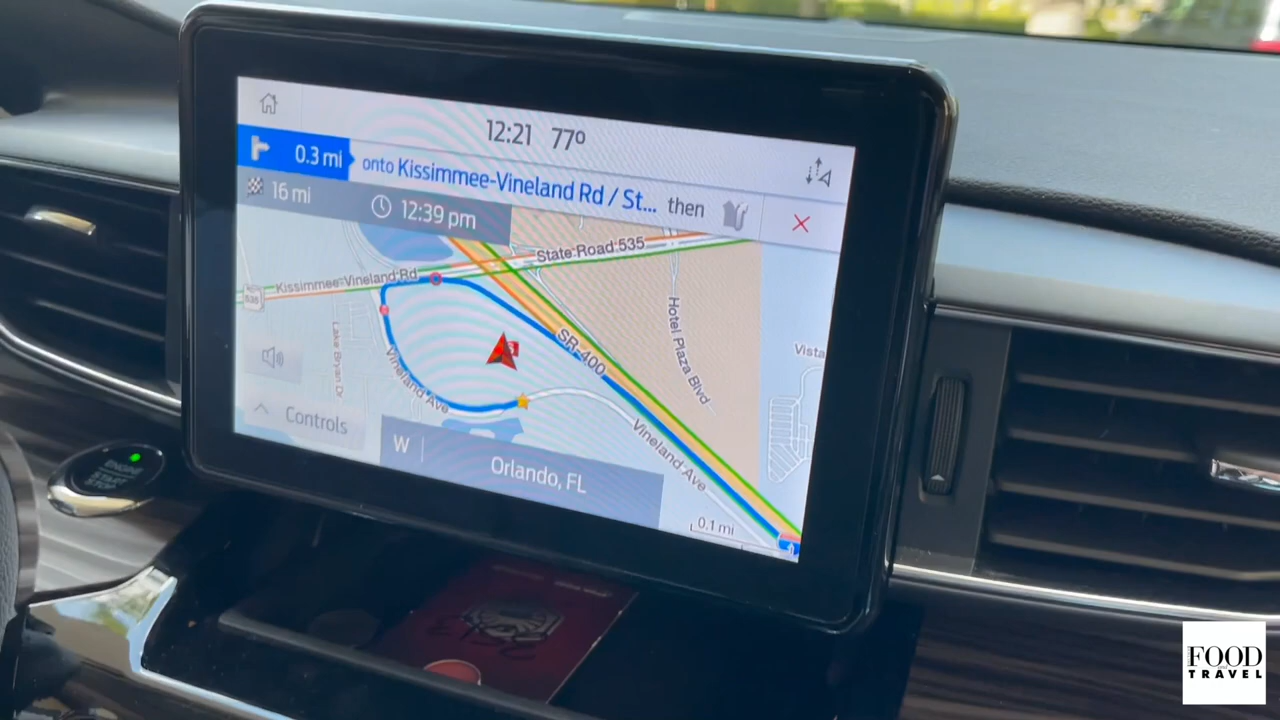 12:21 77°
0.3 mi
onto Kissimmee-Vineland Rd / St... then
16 mi
12:39 pm
State Road 535
Kissimmee-Vineland Rd
535
SR-400
Hotel Plaza Blvd
Lake Bryan Dr
Vista
Vineland Ave
Vineland Ave
Controls
W
Orlando, FL
0.1 mi
ENGINE
START
STOP
FOOD
and
TRAVEL